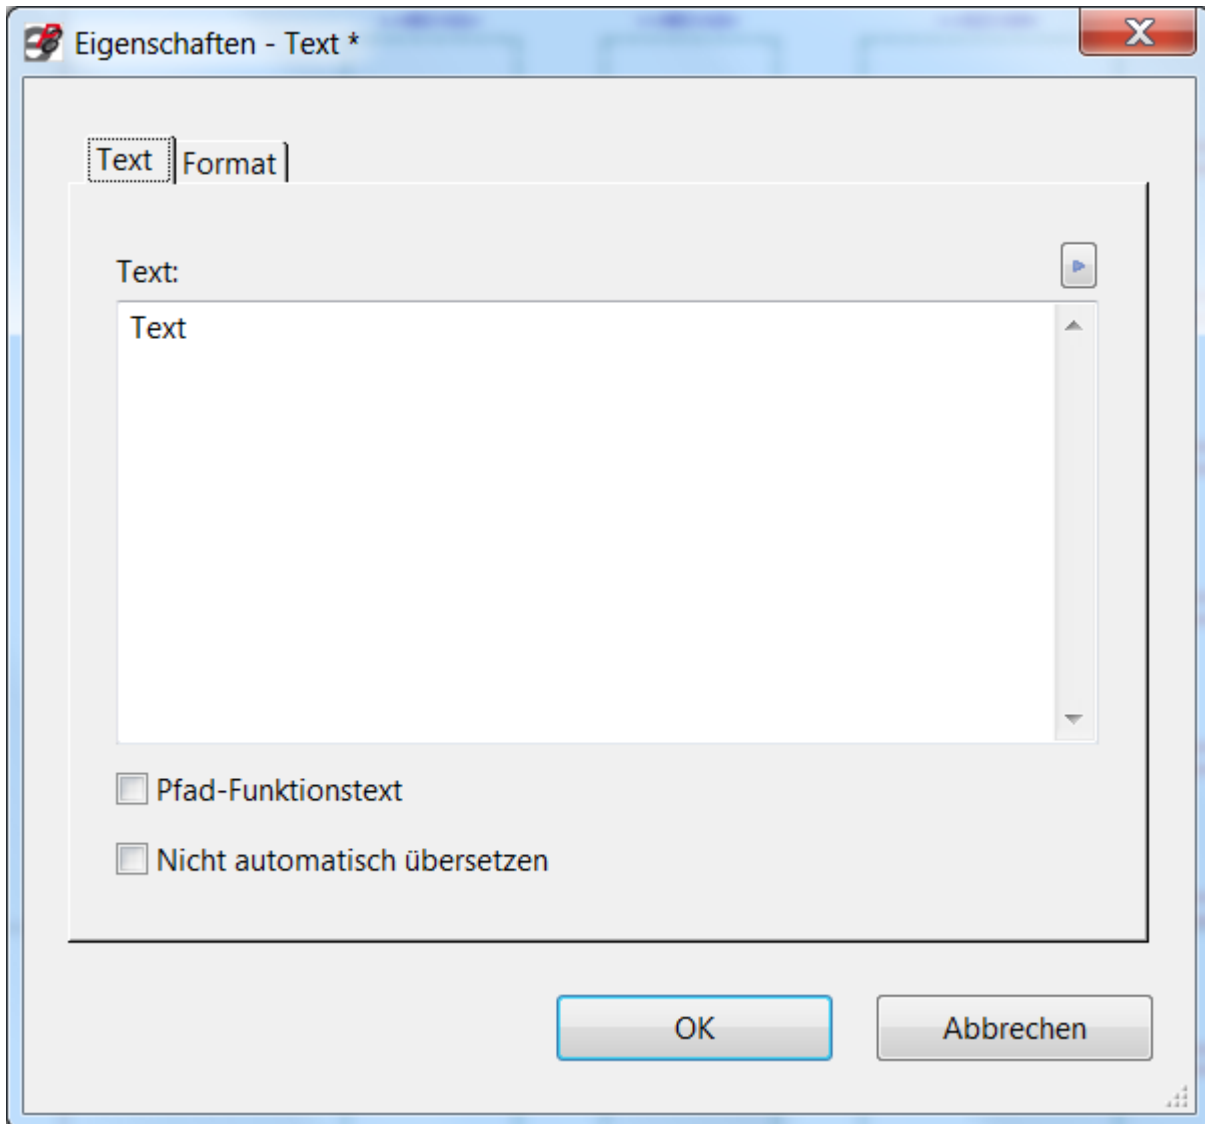 Eigenschaften - Text *
Text
Format
Text:
Text
Pfad-Funktionstext
Nicht automatisch übersetzen
OK
Abbrechen